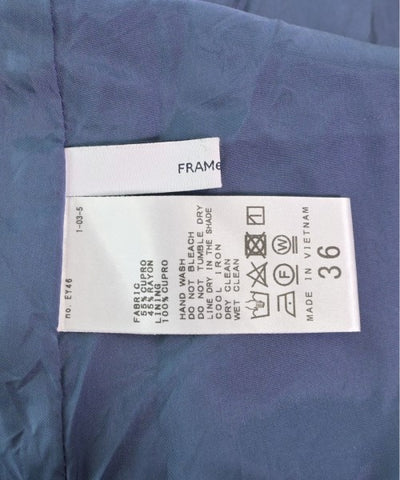 FRAMe
no. EY46
1-03-5
FABRIC
55% CUPRO
45% RAYON
LINING
100% CUPRO
HAND WASH
DO NOT BLEACH
DO NOT TUMBLE DRY
LINE DRY IN THE SHADE
COOL IRON
DRY CLEAN
WET CLEAN
F W
MADE IN VIETNAM
36